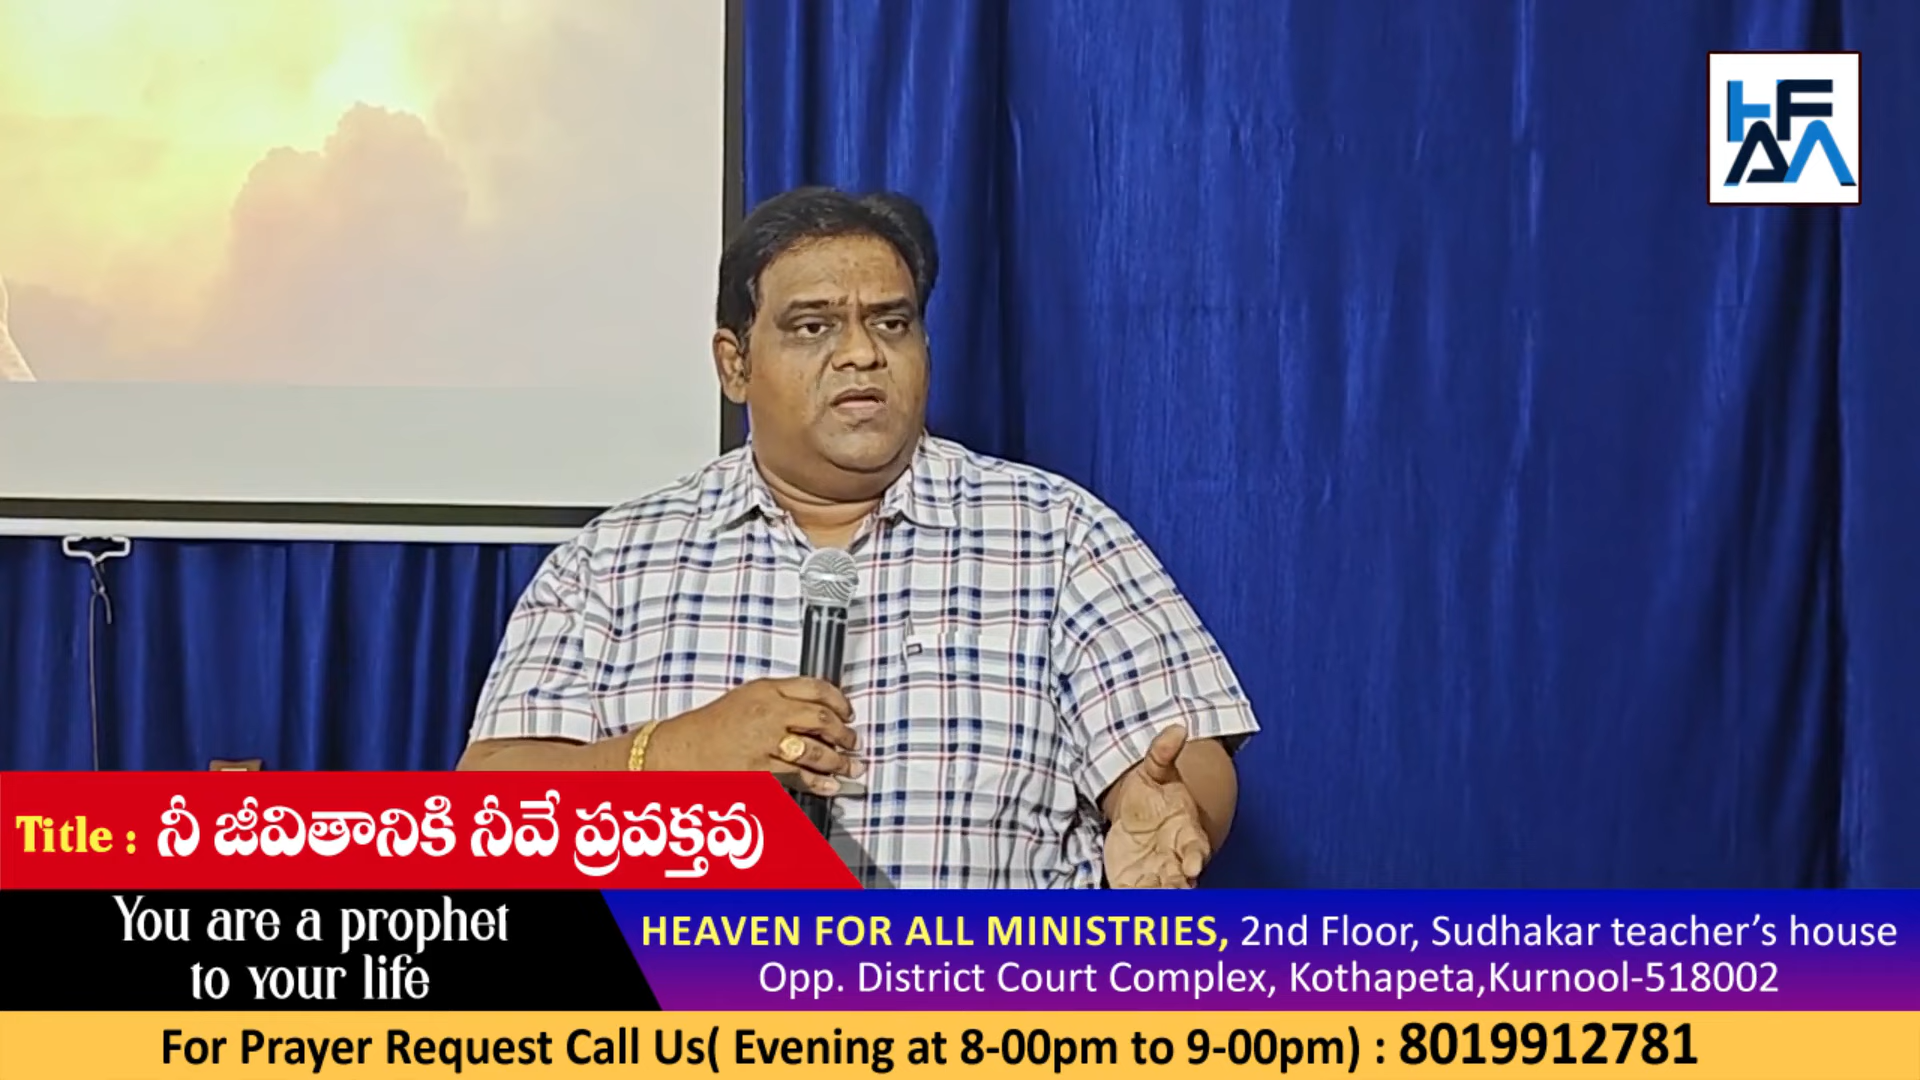 HFAM
Title : నీ జీవితానికి నీవే ప్రవక్తవు
You are a prophet
to your life
HEAVEN FOR ALL MINISTRIES, 2nd Floor, Sudhakar teacher’s house
Opp. District Court Complex, Kothapeta,Kurnool-518002
For Prayer Request Call Us( Evening at 8-00pm to 9-00pm) : 8019912781